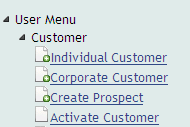 User Menu
Customer
Individual Customer
Corporate Customer
Create Prospect
Activate Customer